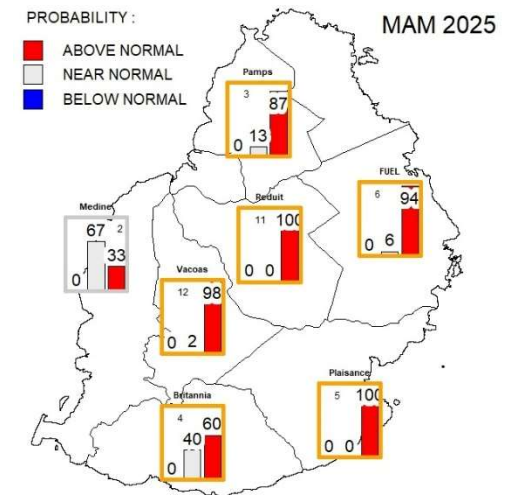 PROBABILITY :
MAM 2025
ABOVE NORMAL
NEAR NORMAL
BELOW NORMAL
Pamps
3
0 13 87
FUEL
6
0 6 94
Reduit
11
0 0 100
Medine
2
0 67 33
Vacoas
12
0 2 98
Plaisance
5
0 0 100
Britannia
4
0 40 60